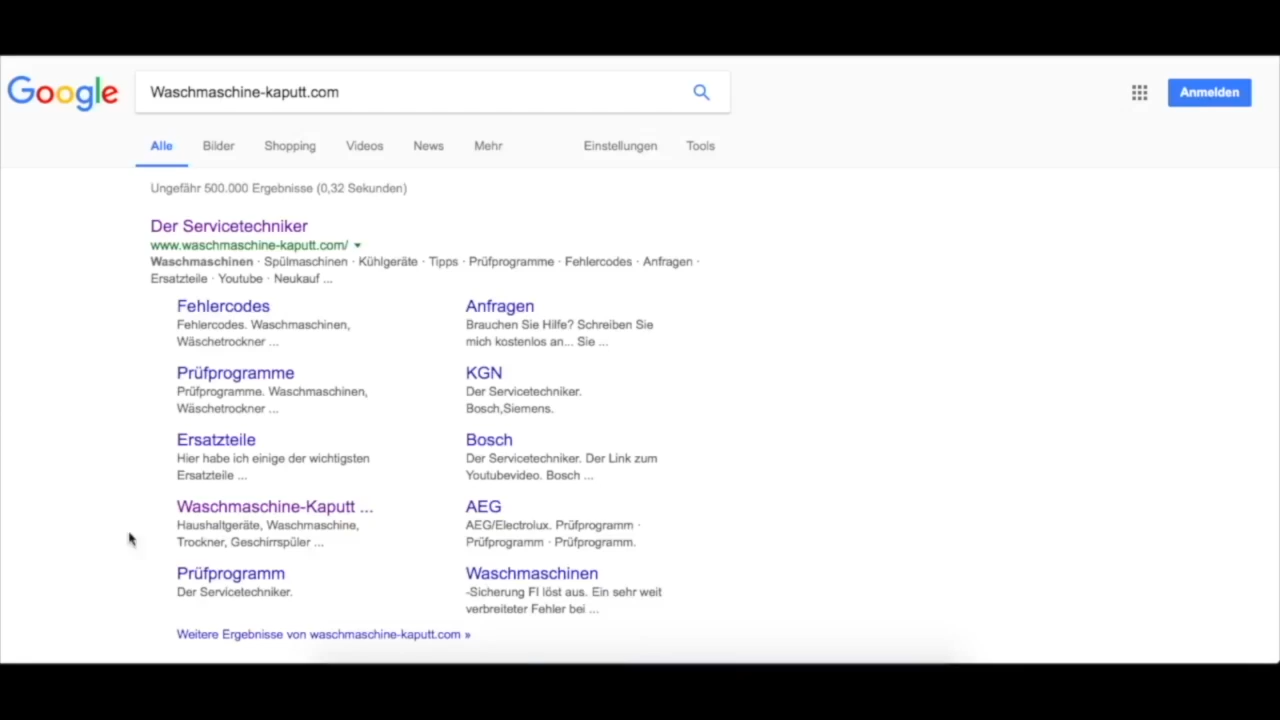 Google
Waschmaschine-kaputt.com
Anmelden
Alle Bilder Shopping Videos News Mehr Einstellungen Tools
Ungefähr 500.000 Ergebnisse (0,32 Sekunden)
Der Servicetechniker
www.waschmaschine-kaputt.com/
Waschmaschinen · Spülmaschinen · Kühlgeräte · Tipps · Prüfprogramme · Fehlercodes · Anfragen ·
Ersatzteile · Youtube · Neukauf ...
Fehlercodes
Fehlercodes. Waschmaschinen,
Wäschetrockner ...
Anfragen
Brauchen Sie Hilfe? Schreiben Sie
mich kostenlos an... Sie ...
Prüfprogramme
Prüfprogramme. Waschmaschinen,
Wäschetrockner ...
KGN
Der Servicetechniker.
Bosch,Siemens.
Ersatzteile
Hier habe ich einige der wichtigsten
Ersatzteile ...
Bosch
Der Servicetechniker. Der Link zum
Youtubevideo. Bosch ...
Waschmaschine-Kaputt ...
Haushaltgeräte, Waschmaschine,
Trockner, Geschirrspüler ...
AEG
AEG/Electrolux. Prüfprogramm ·
Prüfprogramm · Prüfprogramm.
Prüfprogramm
Der Servicetechniker.
Waschmaschinen
-Sicherung FI löst aus. Ein sehr weit
verbreiteter Fehler bei ...
Weitere Ergebnisse von waschmaschine-kaputt.com »